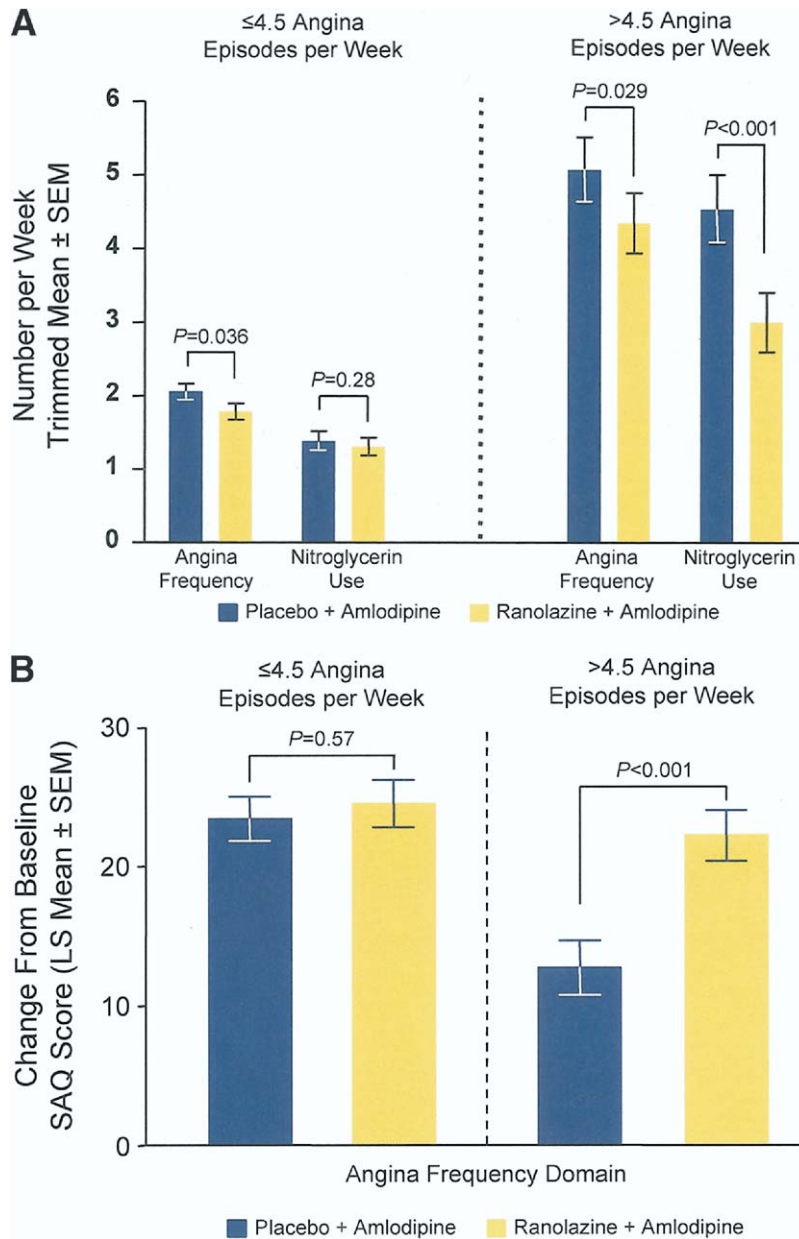 A
≤4.5 Angina
Episodes per Week
>4.5 Angina
Episodes per Week
Number per Week
Trimmed Mean ± SEM
6
5
4
3
2
1
0
P=0.036
P=0.28
P=0.029
P<0.001
Angina
Frequency
Nitroglycerin
Use
Angina
Frequency
Nitroglycerin
Use
Placebo + Amlodipine
Ranolazine + Amlodipine
B
≤4.5 Angina
Episodes per Week
>4.5 Angina
Episodes per Week
Change From Baseline
SAQ Score (LS Mean ± SEM)
30
20
10
0
P=0.57
P<0.001
Angina Frequency Domain
Placebo + Amlodipine
Ranolazine + Amlodipine